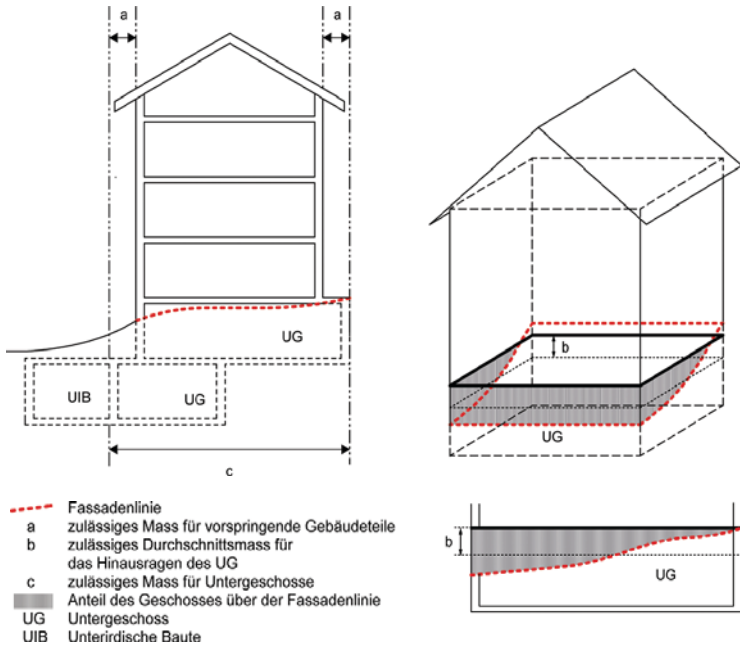 a
a
UG
UIB
UG
c
b
UG
Fassadenlinie
a zulässiges Mass für vorspringende Gebäudeteile
b zulässiges Durchschnittsmass für
das Hinausragen des UG
c zulässiges Mass für Untergeschosse
Anteil des Geschosses über der Fassadenlinie
UG Untergeschoss
UIB Unterirdische Baute
b
UG